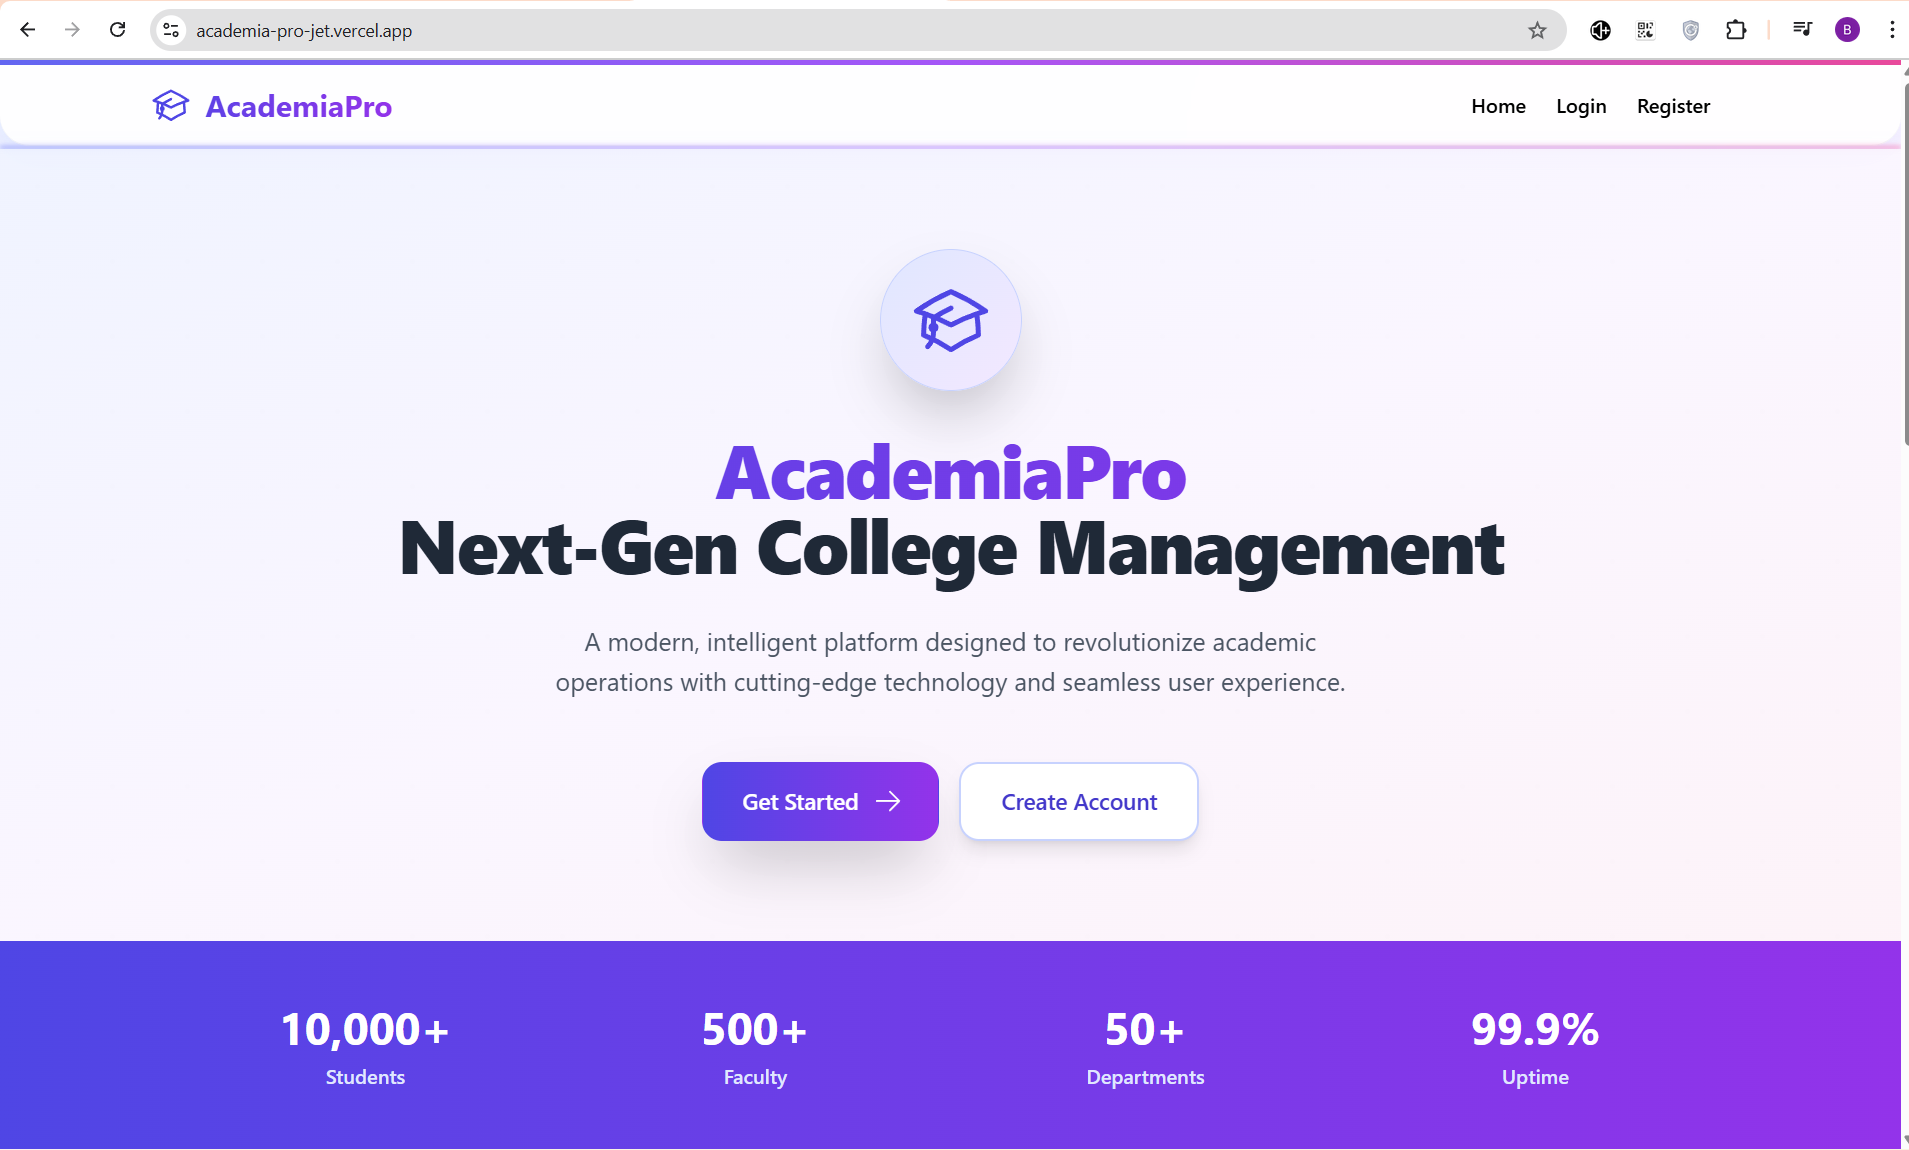 academia-pro-jet.vercel.app
B
AcademiaPro
Home Login Register
AcademiaPro
Next-Gen College Management
A modern, intelligent platform designed to revolutionize academic
operations with cutting-edge technology and seamless user experience.
Get Started
Create Account
10,000+ 500+ 50+ 99.9%
Students Faculty Departments Uptime